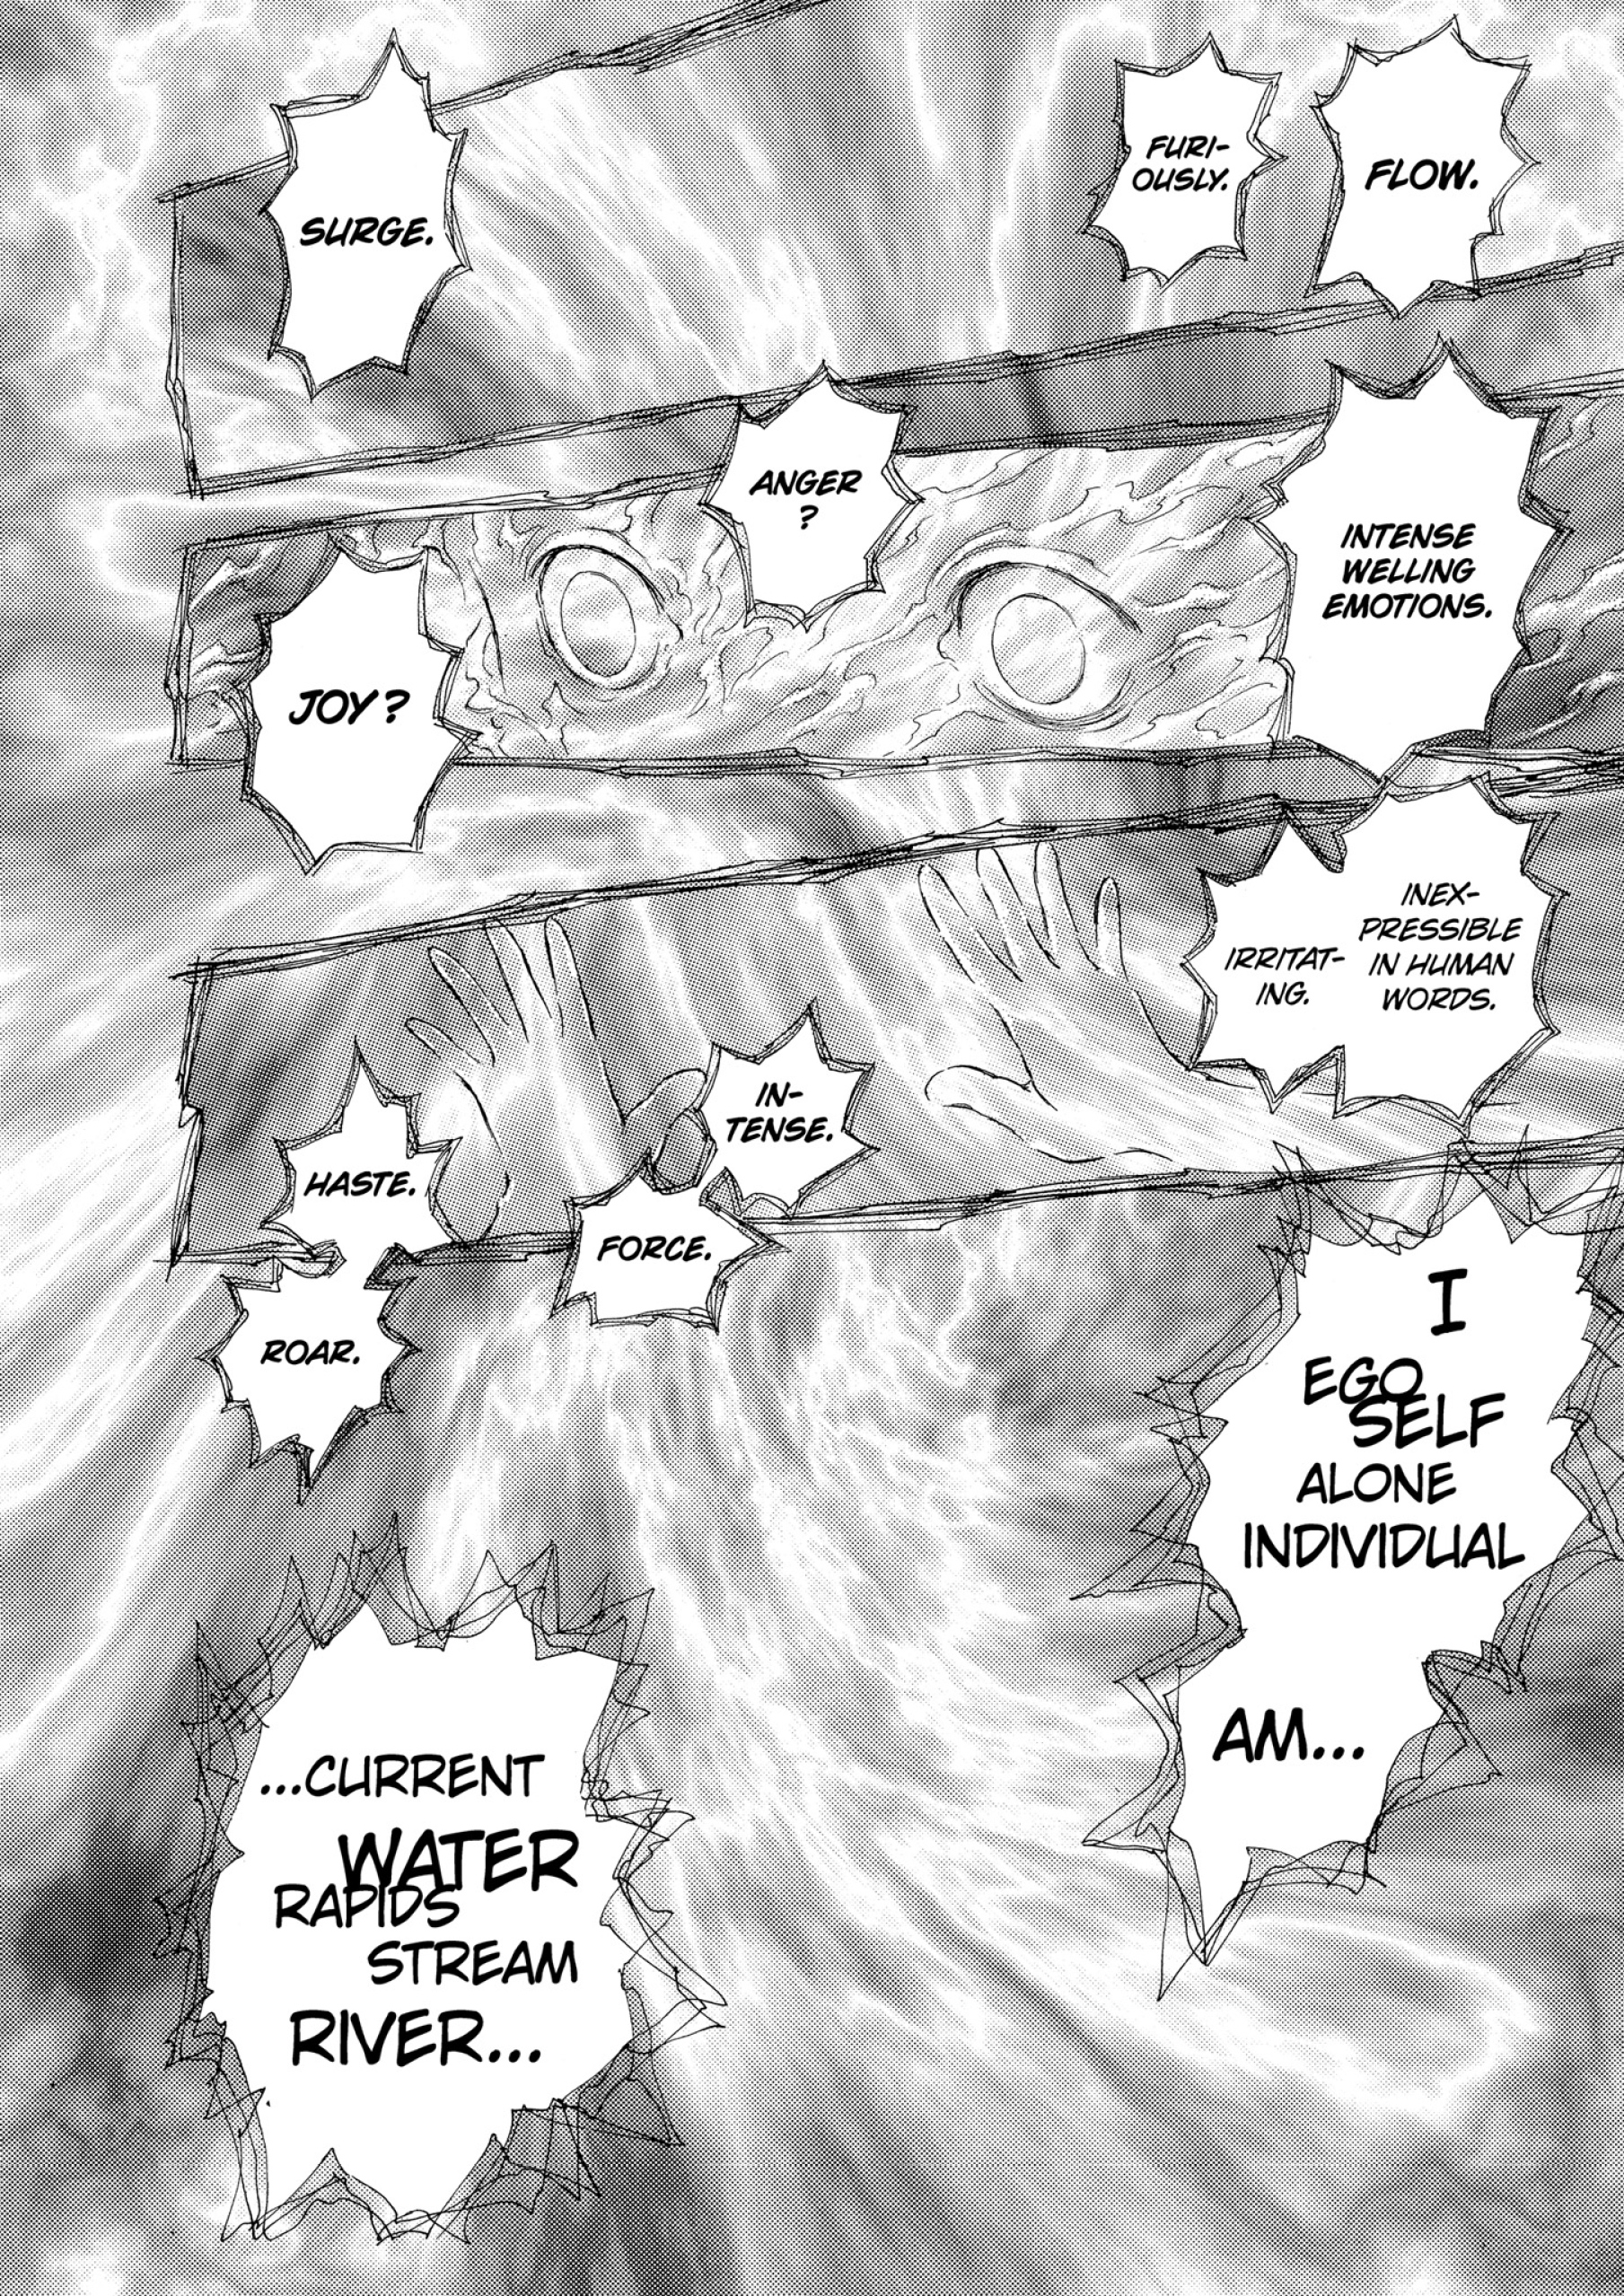 FLOW.
FURI-
OUSLY.
SURGE.
INTENSE
WELLING
EMOTIONS.
ANGER
?
JOY?
INEX-
PRESSIBLE
IN HUMAN
WORDS.
IRRITAT-
ING.
IN-
TENSE.
FORCE.
HASTE.
ROAR.
I
EGO
SELF
ALONE
INDIVIDUAL
AM...
...CURRENT
WATER
RAPIDS
STREAM
RIVER...